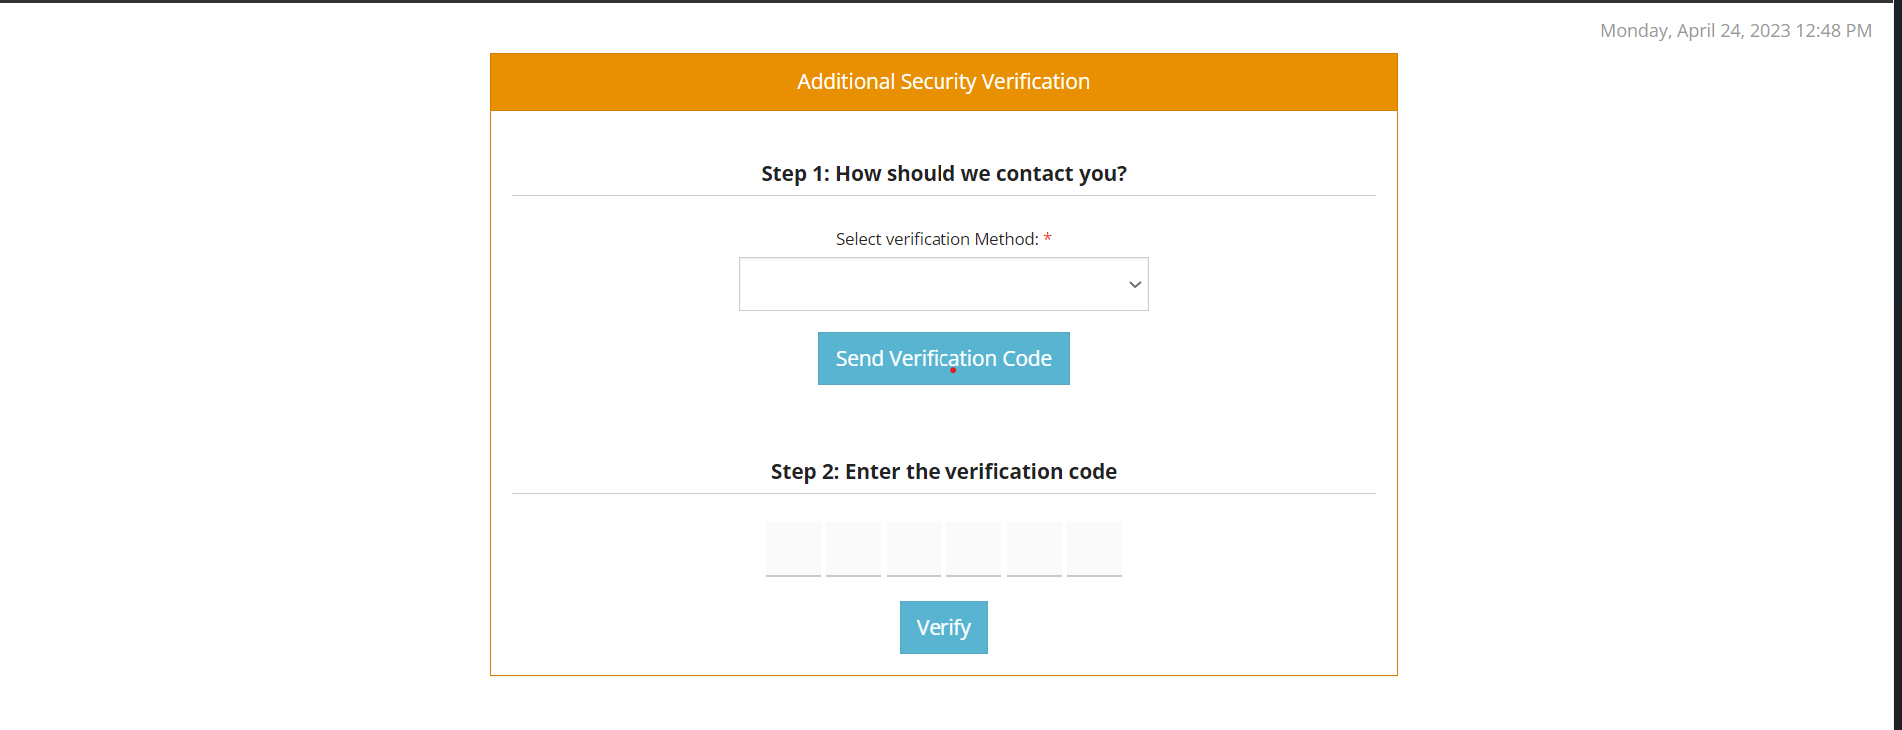 Monday, April 24, 2023 12:48 PM
Additional Security Verification
Step 1: How should we contact you?
Select verification Method: *
Send Verification Code
Step 2: Enter the verification code
Verify